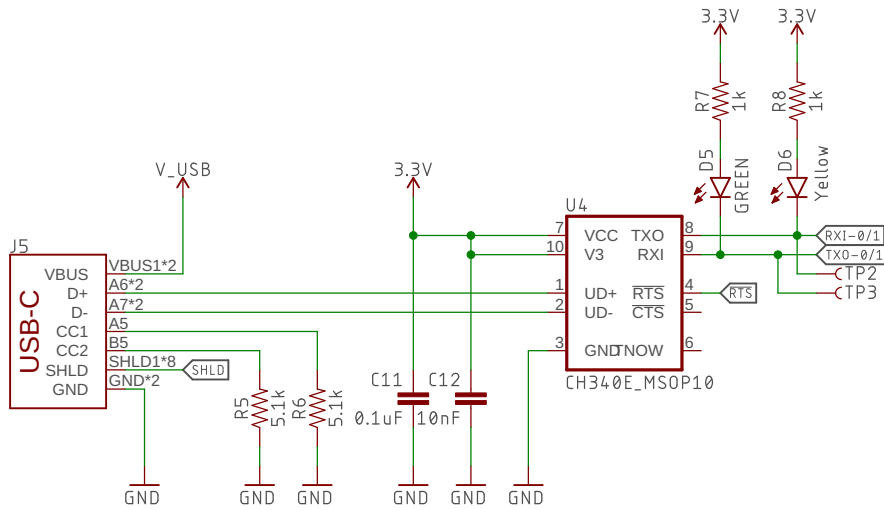 3.3V
3.3V
R7
1k
R8
1k
D5
GREEN
D6
Yellow
V_USB
3.3V
J5
USB-C
VBUS
VBUS1*2
D+
A6*2
D-
A7*2
CC1
A5
CC2
B5
SHLD
SHLD1*8
SHLD
GND
GND*2
R5
5.1k
R6
5.1k
C11
0.1uF
C12
10nF
U4
7
VCC
TXO
8
RXI-0/1
10
V3
RXI
9
TXO-0/1
TP2
1
UD+
RTS
4
RTS
TP3
2
UD-
CTS
5
3
GND
TNOW
6
CH340E_MSOP10
GND
GND
GND
GND
GND
GND